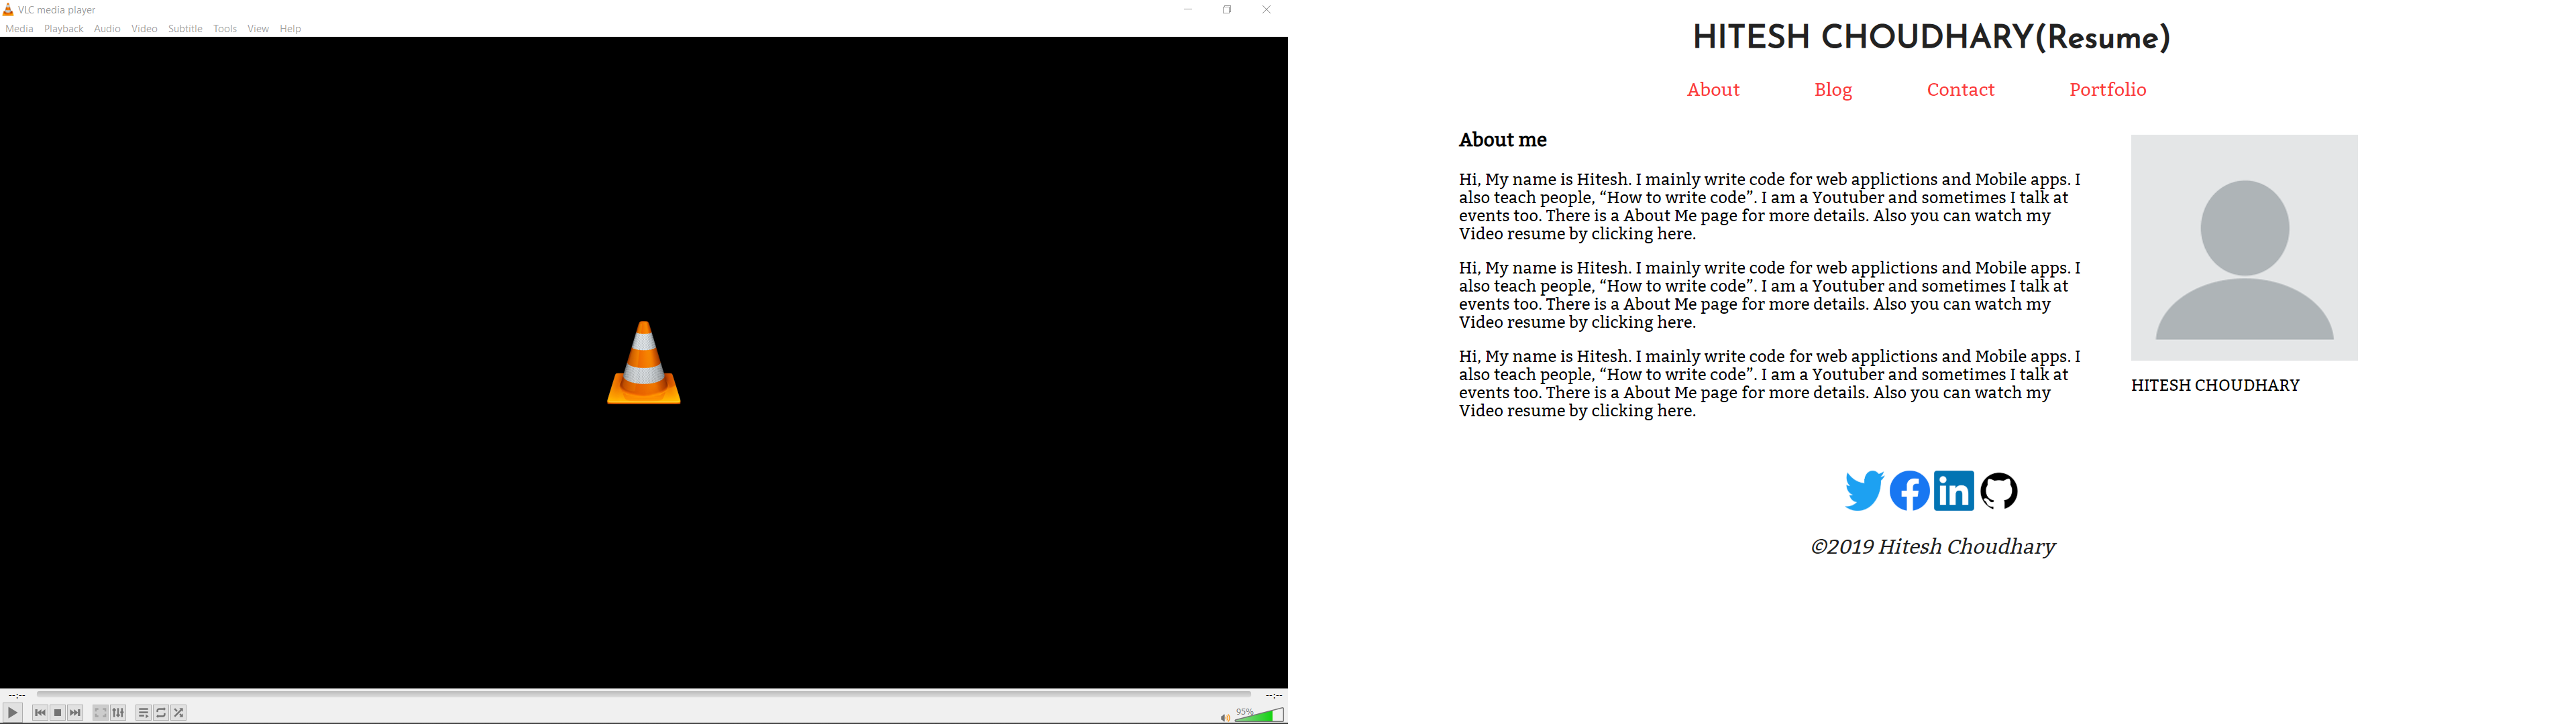 VLC media player
Media Playback Audio Video Subtitle Tools View Help
--:--
--:--
95%
HITESH CHOUDHARY(Resume)
About Blog Contact Portfolio
About me
Hi, My name is Hitesh. I mainly write code for web applictions and Mobile apps. I
also teach people, “How to write code”. I am a Youtuber and sometimes I talk at
events too. There is a About Me page for more details. Also you can watch my
Video resume by clicking here.
Hi, My name is Hitesh. I mainly write code for web applictions and Mobile apps. I
also teach people, “How to write code”. I am a Youtuber and sometimes I talk at
events too. There is a About Me page for more details. Also you can watch my
Video resume by clicking here.
Hi, My name is Hitesh. I mainly write code for web applictions and Mobile apps. I
also teach people, “How to write code”. I am a Youtuber and sometimes I talk at
events too. There is a About Me page for more details. Also you can watch my
Video resume by clicking here.
HITESH CHOUDHARY
in
©2019 Hitesh Choudhary